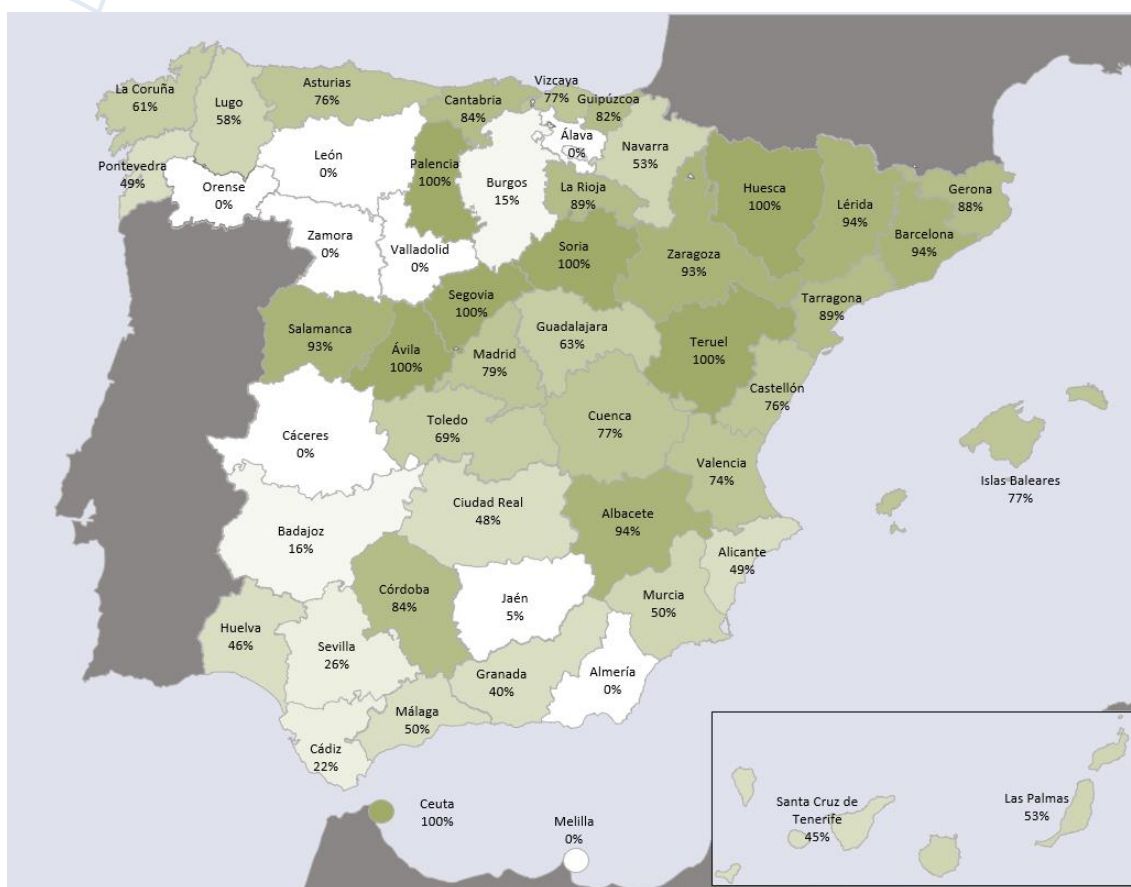 La Coruña
61%
Lugo
58%
Asturias
76%
Cantabria
84%
Vizcaya
77%
Guipúzcoa
82%
Álava
0%
Navarra
53%
Pontevedra
49%
Orense
0%
León
0%
Palencia
100%
Burgos
15%
La Rioja
89%
Huesca
100%
Lérida
94%
Gerona
88%
Barcelona
94%
Zamora
0%
Valladolid
0%
Soria
100%
Zaragoza
93%
Tarragona
89%
Salamanca
93%
Ávila
100%
Segovia
100%
Madrid
79%
Guadalajara
63%
Teruel
100%
Castellón
76%
Cáceres
0%
Toledo
69%
Cuenca
77%
Valencia
74%
Islas Baleares
77%
Badajoz
16%
Ciudad Real
48%
Albacete
94%
Alicante
49%
Huelva
46%
Sevilla
26%
Córdoba
84%
Jaén
5%
Murcia
50%
Cádiz
22%
Málaga
50%
Granada
40%
Almería
0%
Ceuta
100%
Melilla
0%
Santa Cruz de
Tenerife
45%
Las Palmas
53%